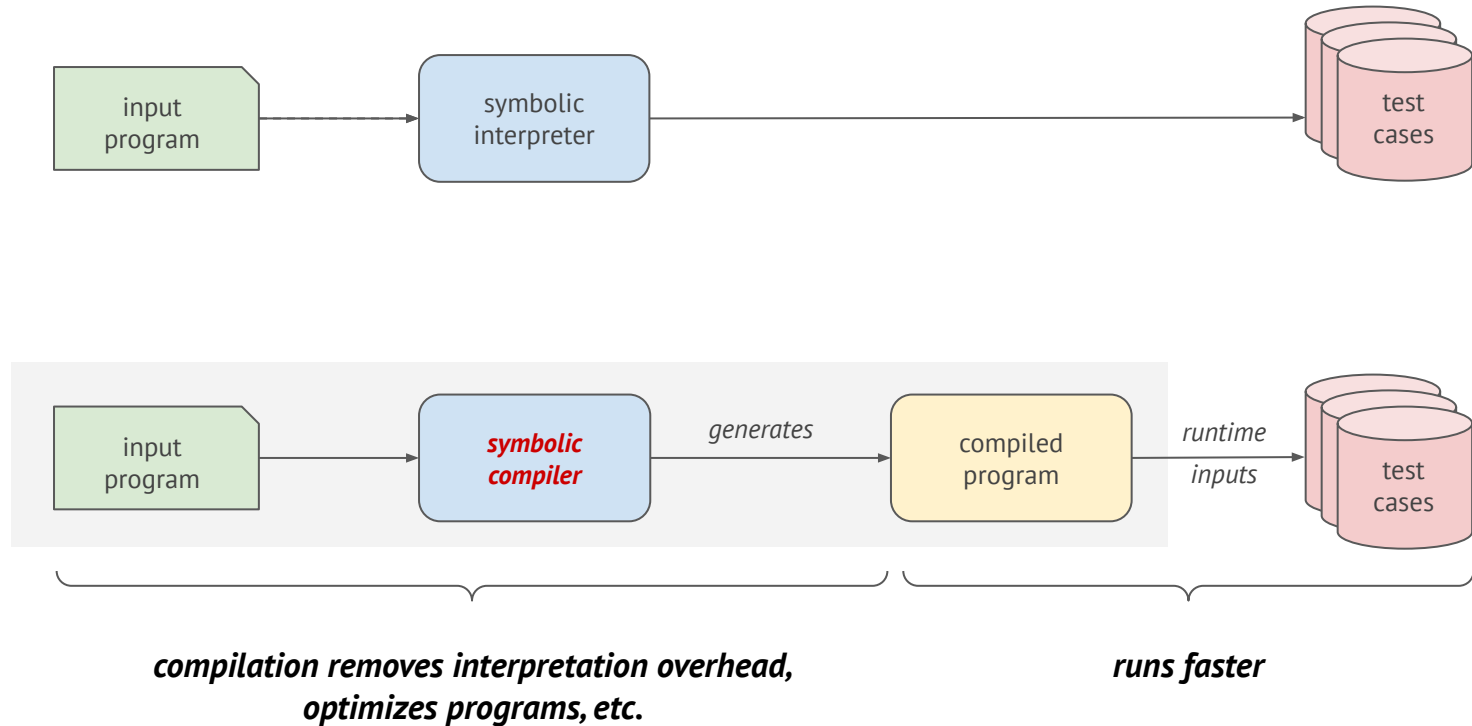 input
program
symbolic
interpreter
test
cases
input
program
symbolic
compiler
generates
compiled
program
runtime
inputs
test
cases
compilation removes interpretation overhead,
optimizes programs, etc.
runs faster